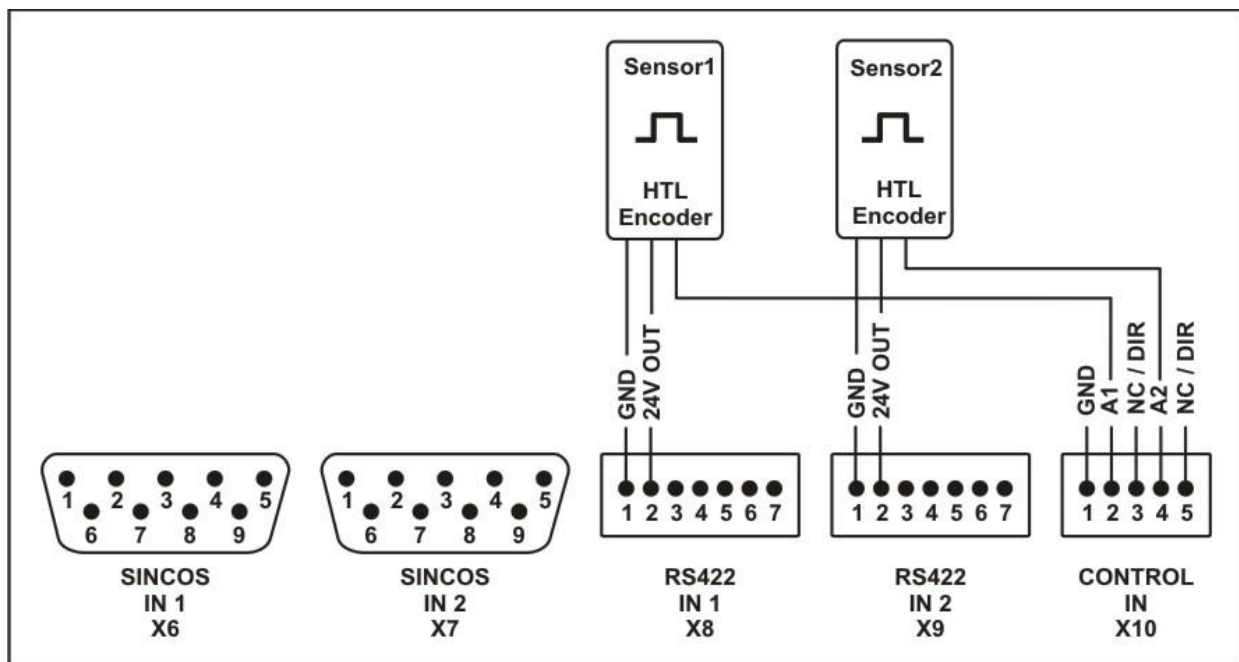 Sensor1
HTL
Encoder
Sensor2
HTL
Encoder
GND
24V OUT
GND
24V OUT
GND
A1
NC / DIR
A2
NC / DIR
1 2 3 4 5
6 7 8 9
SINCOS
IN 1
X6
1 2 3 4 5
6 7 8 9
SINCOS
IN 2
X7
1 2 3 4 5 6 7
RS422
IN 1
X8
1 2 3 4 5 6 7
RS422
IN 2
X9
1 2 3 4 5
CONTROL
IN
X10